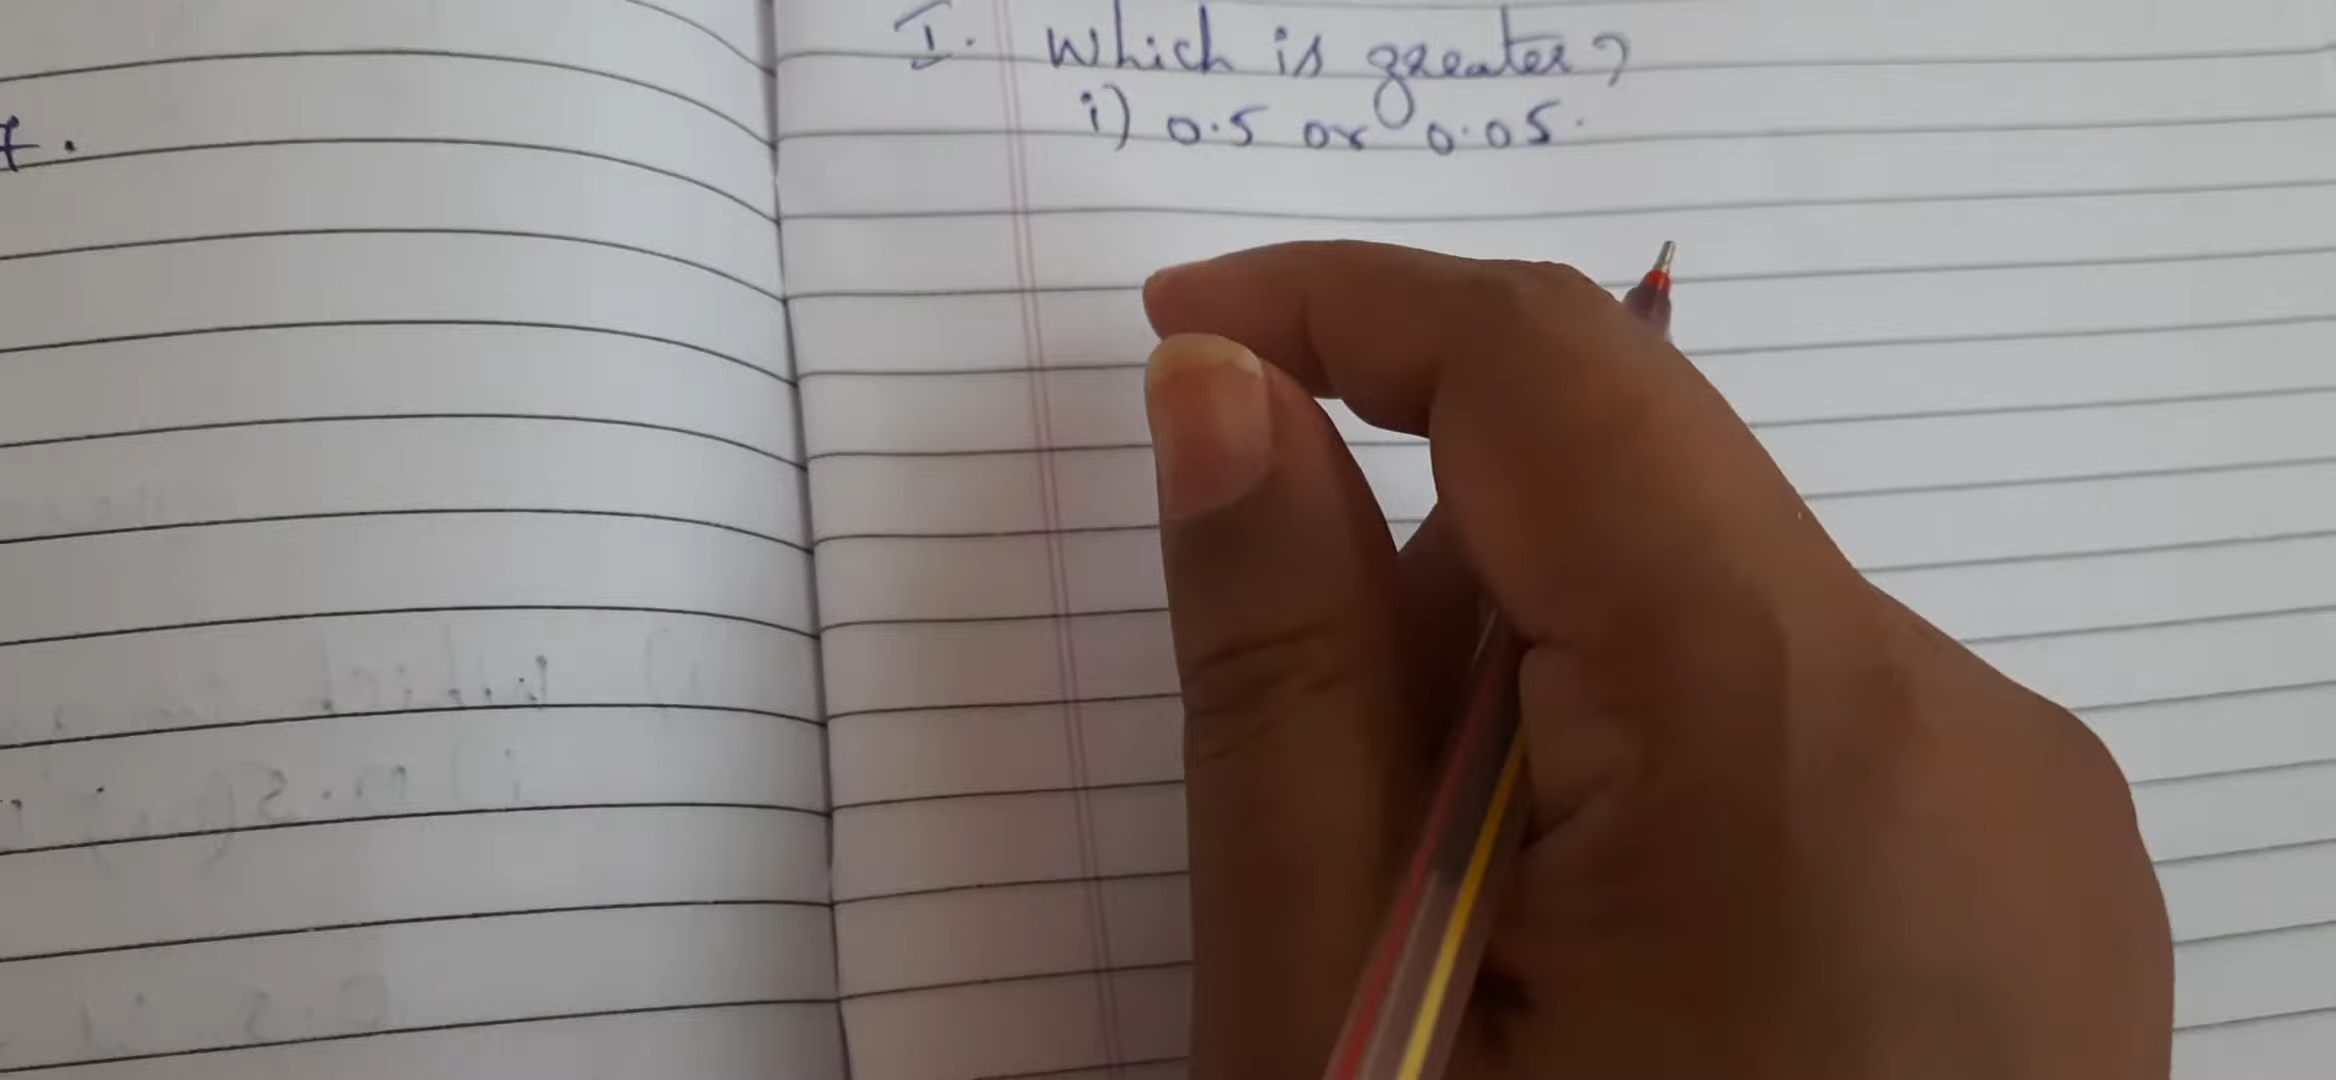 I. Which is greater?
i) 0.5 or 0.05.